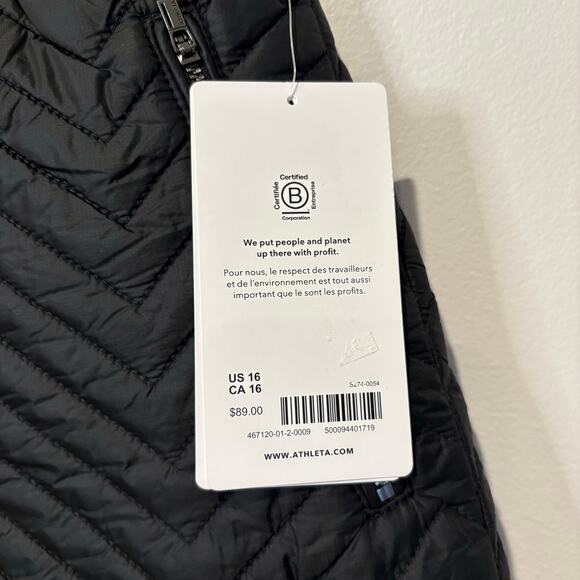 Certified
Certifiée
B
Entreprise
Corporation
We put people and planet
up there with profit.
Pour nous, le respect des travailleurs
et de l'environnement est tout aussi
important que le sont les profits.
US 16
CA 16
S274-0054
$89.00
467120-01-2-0009 500094401719
WWW.ATHLETA.COM